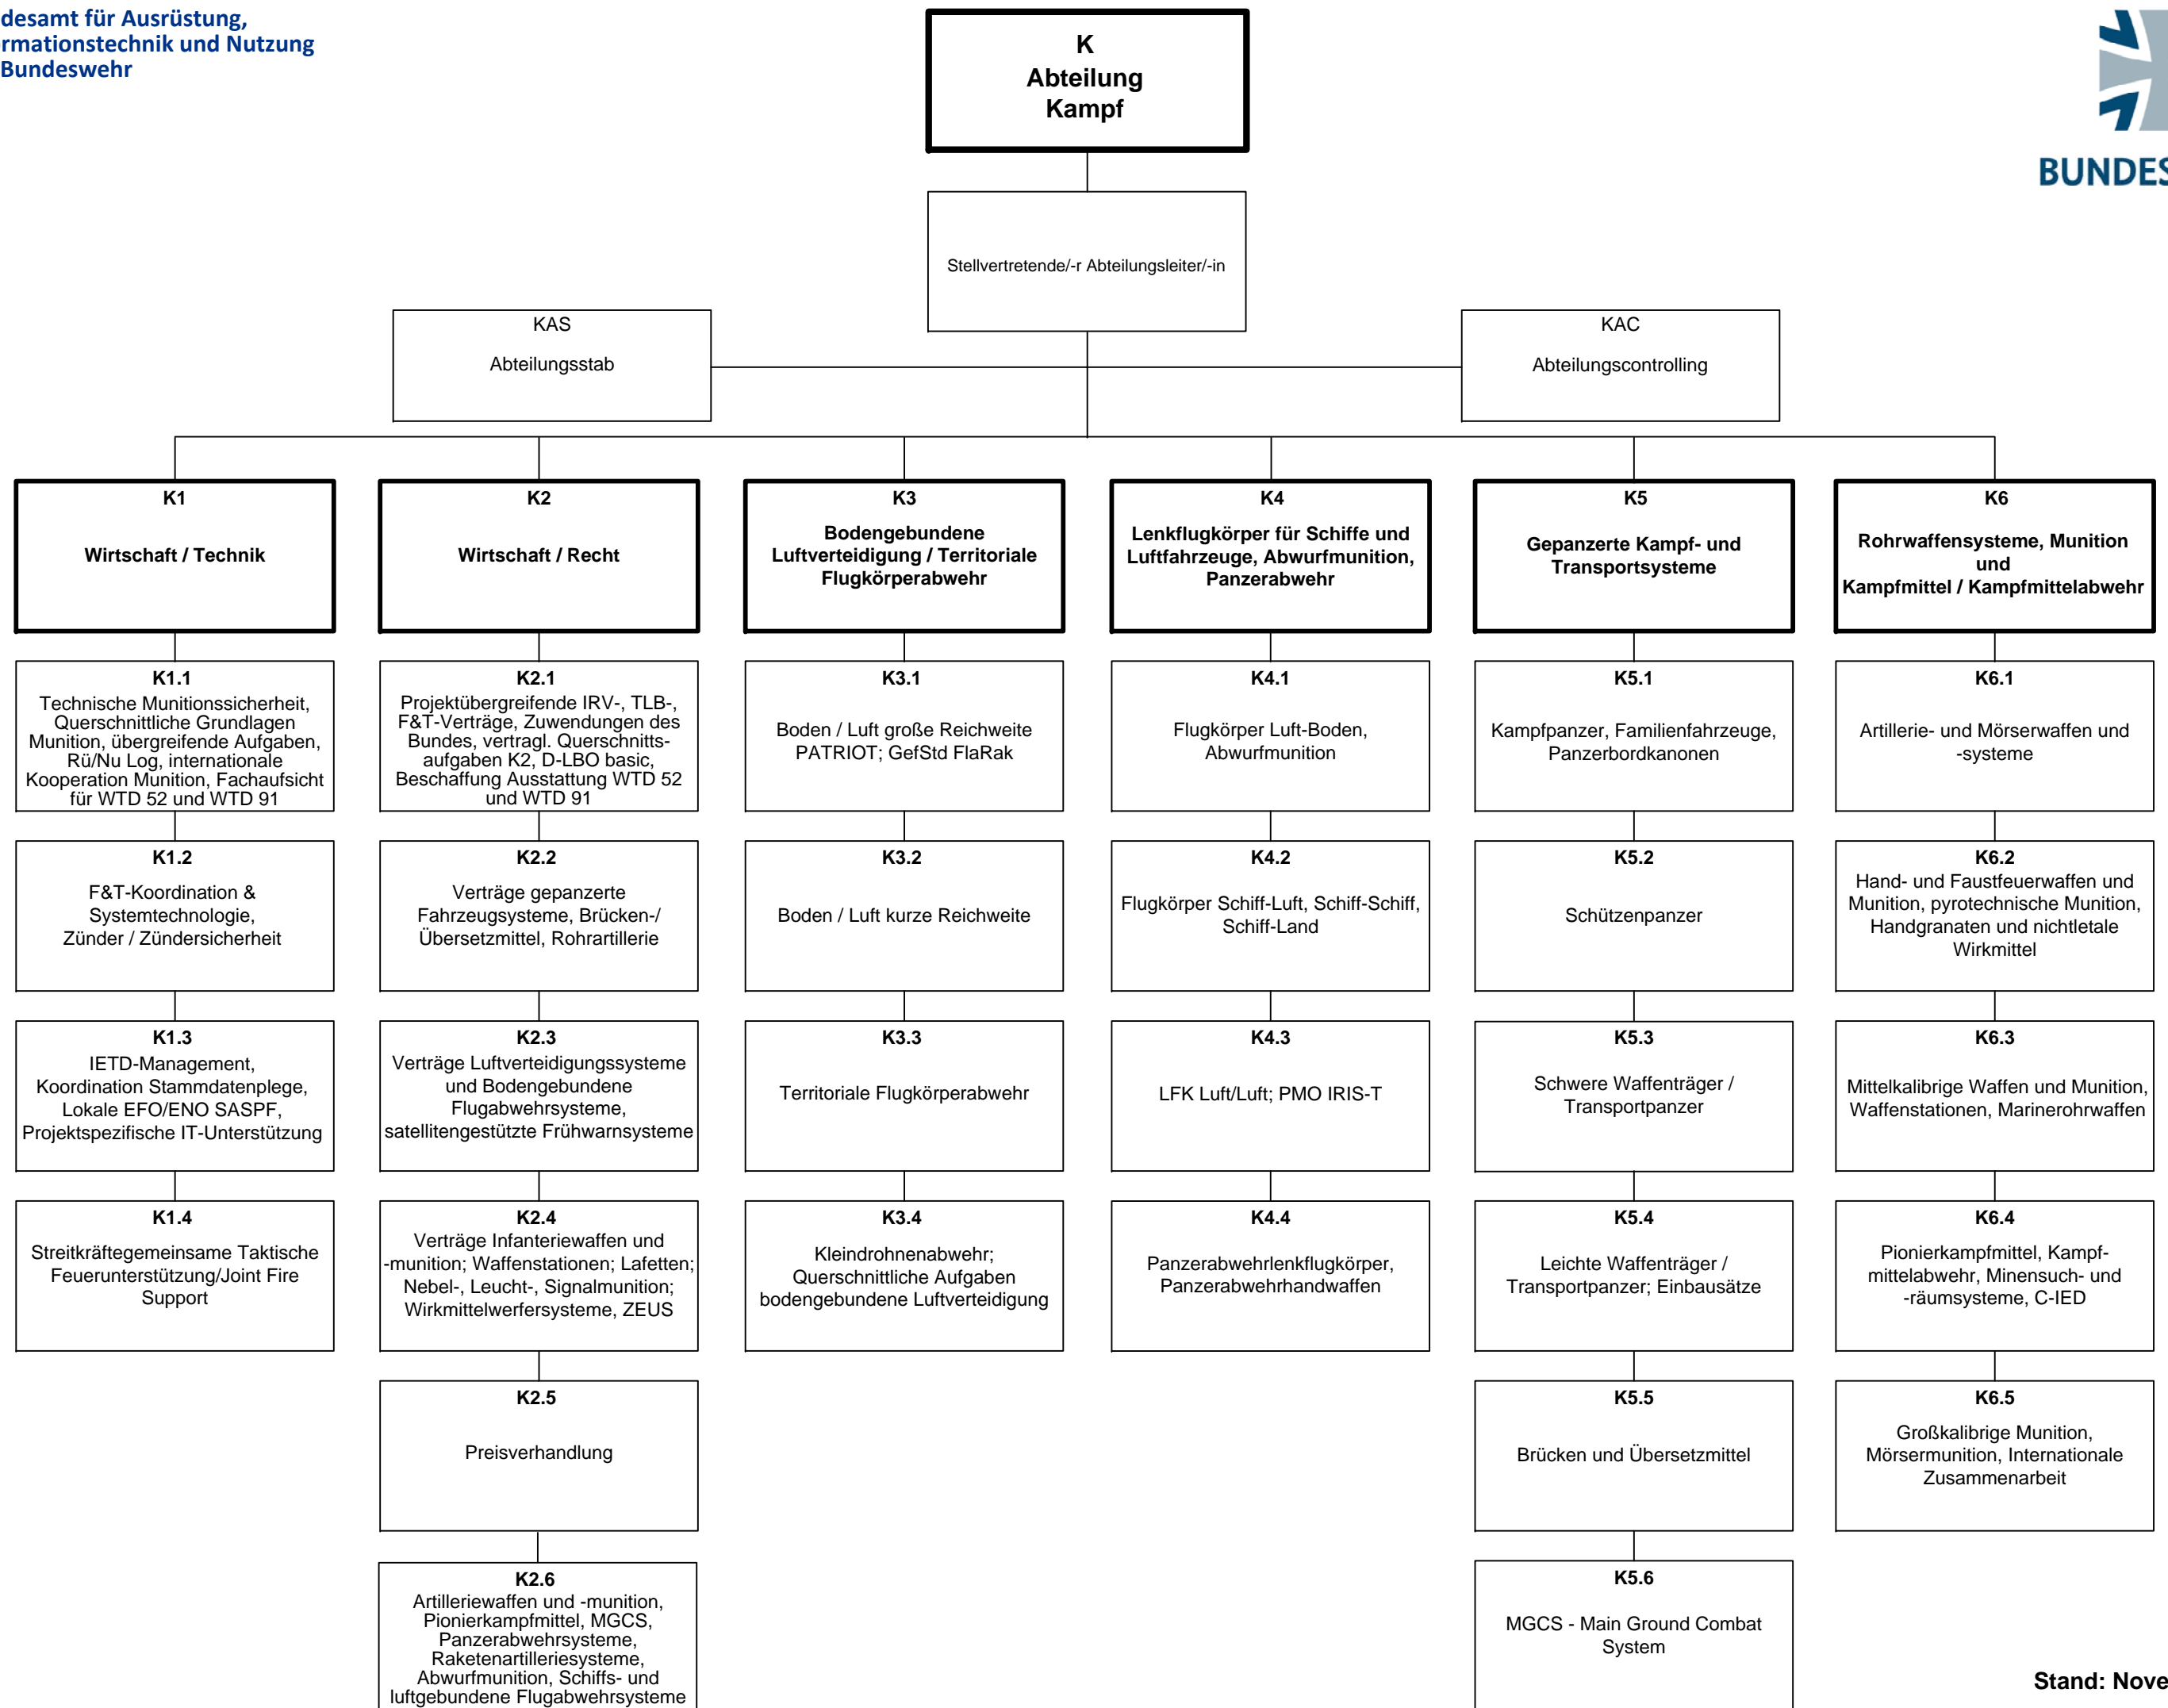 desamt für Ausrüstung,
rmationstechnik und Nutzung
Bundeswehr
K
Abteilung
Kampf
BUNDES
Stellvertretende/-r Abteilungsleiter/-in
KAS
Abteilungsstab
KAC
Abteilungscontrolling
K1
Wirtschaft / Technik
K2
Wirtschaft / Recht
K3
Bodengebundene
Luftverteidigung / Territoriale
Flugkörperabwehr
K4
Lenkflugkörper für Schiffe und
Luftfahrzeuge, Abwurfmunition,
Panzerabwehr
K5
Gepanzerte Kampf- und
Transportsysteme
K6
Rohrwaffensysteme, Munition
und
Kampfmittel / Kampfmittelabwehr
K1.1
Technische Munitionssicherheit,
Querschnittliche Grundlagen
Munition, übergreifende Aufgaben,
Rü/Nu Log, internationale
Kooperation Munition, Fachaufsicht
für WTD 52 und WTD 91
K2.1
Projektübergreifende IRV-, TLB-,
F&T-Verträge, Zuwendungen des
Bundes, vertragl. Querschnitts-
aufgaben K2, D-LBO basic,
Beschaffung Ausstattung WTD 52
und WTD 91
K3.1
Boden / Luft große Reichweite
PATRIOT; GefStd FlaRak
K4.1
Flugkörper Luft-Boden,
Abwurfmunition
K5.1
Kampfpanzer, Familienfahrzeuge,
Panzerbordkanonen
K6.1
Artillerie- und Mörserwaffen und
-systeme
K1.2
F&T-Koordination &
Systemtechnologie,
Zünder / Zündersicherheit
K2.2
Verträge gepanzerte
Fahrzeugsysteme, Brücken-/
Übersetzmittel, Rohrartillerie
K3.2
Boden / Luft kurze Reichweite
K4.2
Flugkörper Schiff-Luft, Schiff-Schiff,
Schiff-Land
K5.2
Schützenpanzer
K6.2
Hand- und Faustfeuerwaffen und
Munition, pyrotechnische Munition,
Handgranaten und nichtletale
Wirkmittel
K1.3
IETD-Management,
Koordination Stammdatenplege,
Lokale EFO/ENO SASPF,
Projektspezifische IT-Unterstützung
K2.3
Verträge Luftverteidigungssysteme
und Bodengebundene
Flugabwehrsysteme,
satellitengestützte Frühwarnsysteme
K3.3
Territoriale Flugkörperabwehr
K4.3
LFK Luft/Luft; PMO IRIS-T
K5.3
Schwere Waffenträger /
Transportpanzer
K6.3
Mittelkalibrige Waffen und Munition,
Waffenstationen, Marinerohrwaffen
K1.4
Streitkräftegemeinsame Taktische
Feuerunterstützung/Joint Fire
Support
K2.4
Verträge Infanteriewaffen und
-munition; Waffenstationen; Lafetten;
Nebel-, Leucht-, Signalmunition;
Wirkmittelwerfersysteme, ZEUS
K3.4
Kleindrohnenabwehr;
Querschnittliche Aufgaben
bodengebundene Luftverteidigung
K4.4
Panzerabwehrlenkflugkörper,
Panzerabwehrhandwaffen
K5.4
Leichte Waffenträger /
Transportpanzer; Einbausätze
K6.4
Pionierkampfmittel, Kampf-
mittelabwehr, Minensuch- und
-räumsysteme, C-IED
K2.5
Preisverhandlung
K5.5
Brücken und Übersetzmittel
K6.5
Großkalibrige Munition,
Mörsermunition, Internationale
Zusammenarbeit
K2.6
Artilleriewaffen und -munition,
Pionierkampfmittel, MGCS,
Panzerabwehrsysteme,
Raketenartilleriesysteme,
Abwurfmunition, Schiffs- und
luftgebundene Flugabwehrsysteme
K5.6
MGCS - Main Ground Combat
System
Stand: Nove